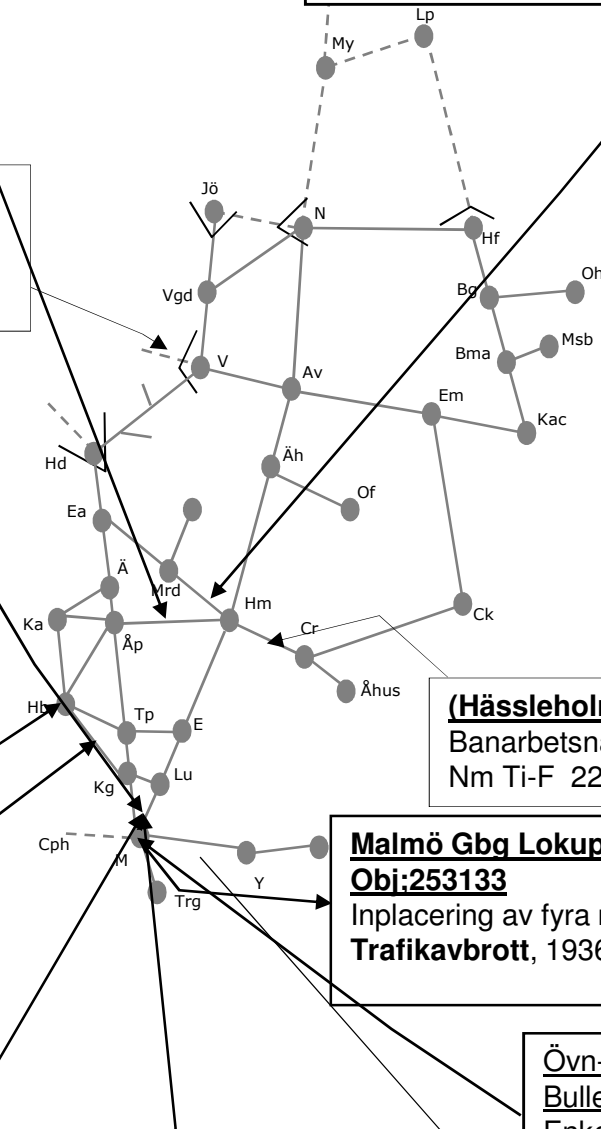 Lp
My
Jö
N
Hf
Vgd
Bg
Oh
Msb
Bma
V
Av
Em
Kac
Hd
Äh
Of
Ea
Ä
Mrd
Hm
Ck
Ka
Åp
Cr
Åhus
Hb
Tp
E
(Hässlehol
Banarbetsn
Nm Ti-F 22
Kg
Lu
Cph
M
Malmö Gbg Lokup
Obj;253133
Inplacering av fyra
Trafikavbrott, 1936
Y
Trg
Övn-
Bulle